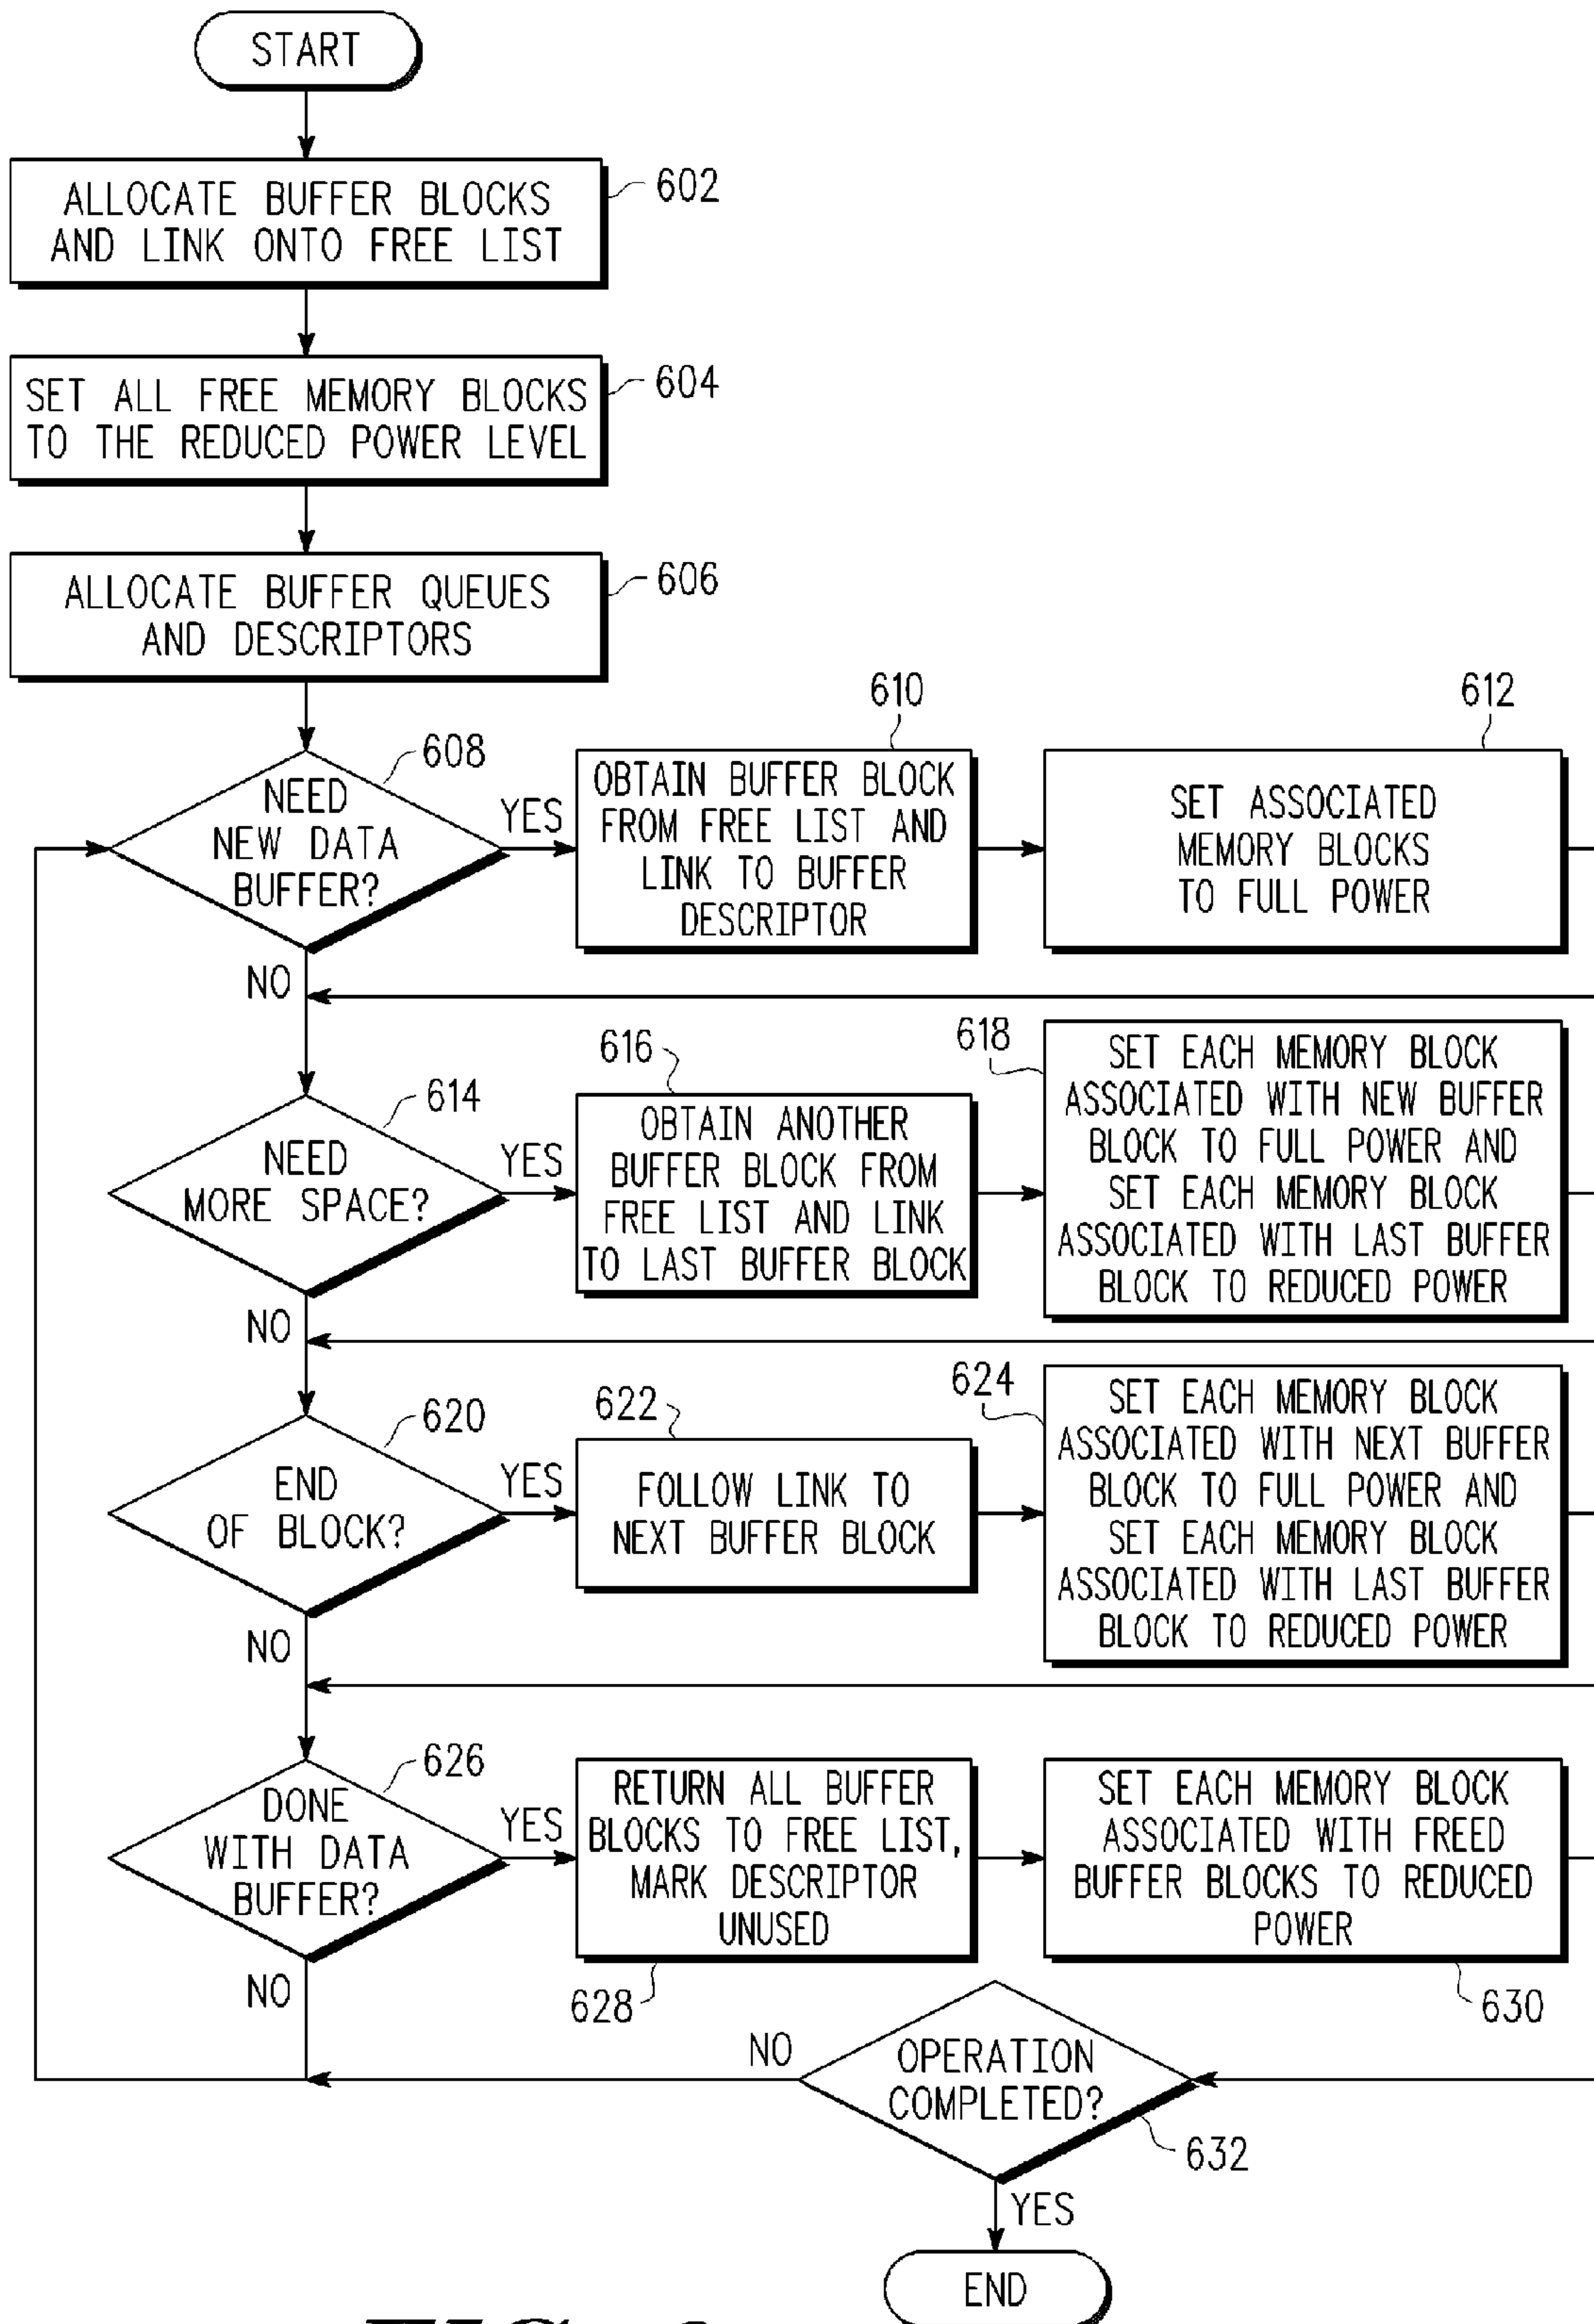 START
ALLOCATE BUFFER BLOCKS
AND LINK ONTO FREE LIST
602
SET ALL FREE MEMORY BLOCKS
TO THE REDUCED POWER LEVEL
604
ALLOCATE BUFFER QUEUES
AND DESCRIPTORS
606
NEED
NEW DATA
BUFFER?
608
YES
NO
OBTAIN BUFFER BLOCK
FROM FREE LIST AND
LINK TO BUFFER
DESCRIPTOR
610
SET ASSOCIATED
MEMORY BLOCKS
TO FULL POWER
612
NEED
MORE SPACE?
614
YES
NO
OBTAIN ANOTHER
BUFFER BLOCK FROM
FREE LIST AND LINK
TO LAST BUFFER BLOCK
616
SET EACH MEMORY BLOCK
ASSOCIATED WITH NEW BUFFER
BLOCK TO FULL POWER AND
SET EACH MEMORY BLOCK
ASSOCIATED WITH LAST BUFFER
BLOCK TO REDUCED POWER
618
END
OF BLOCK?
620
YES
NO
FOLLOW LINK TO
NEXT BUFFER BLOCK
622
SET EACH MEMORY BLOCK
ASSOCIATED WITH NEXT BUFFER
BLOCK TO FULL POWER AND
SET EACH MEMORY BLOCK
ASSOCIATED WITH LAST BUFFER
BLOCK TO REDUCED POWER
624
DONE
WITH DATA
BUFFER?
626
YES
NO
RETURN ALL BUFFER
BLOCKS TO FREE LIST,
MARK DESCRIPTOR
UNUSED
628
SET EACH MEMORY BLOCK
ASSOCIATED WITH FREED
BUFFER BLOCKS TO REDUCED
POWER
630
OPERATION
COMPLETED?
632
NO
YES
END